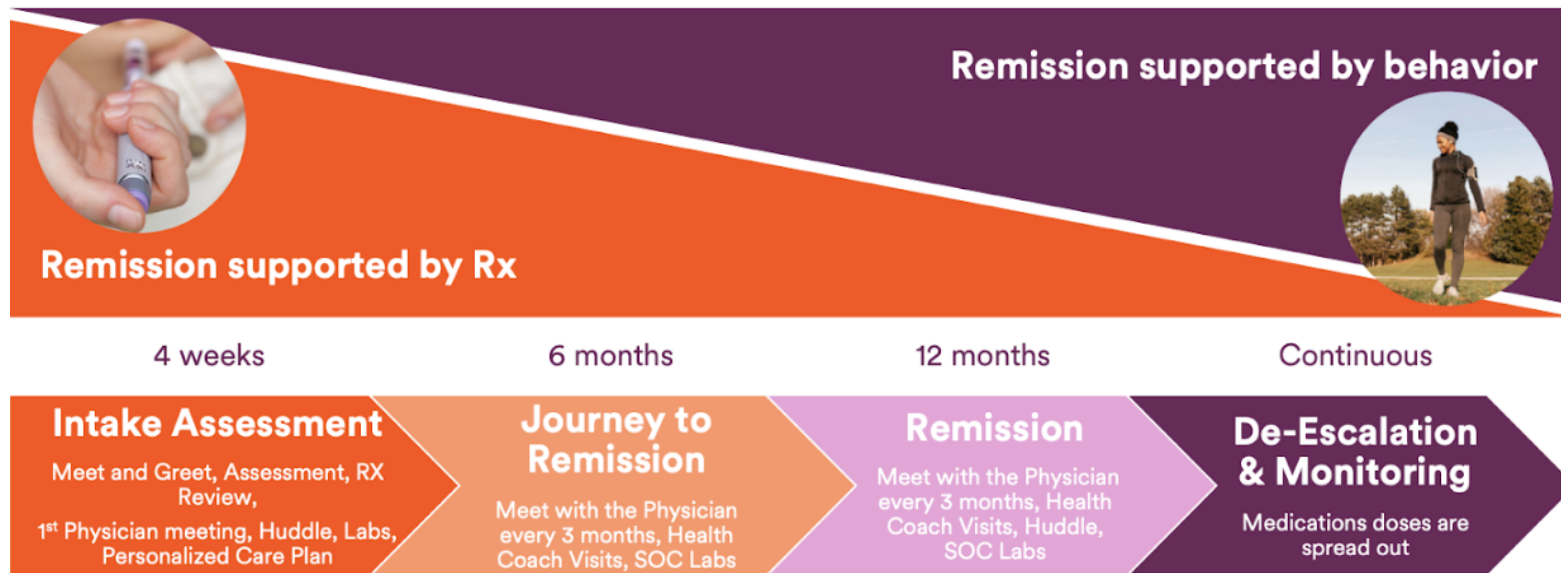 Remission supported by behavior
Remission supported by Rx
4 weeks
6 months
12 months
Continuous
Intake Assessment
Meet and Greet, Assessment, RX
Review,
1st Physician meeting, Huddle, Labs,
Personalized Care Plan
Journey to
Remission
Meet with the Physician
every 3 months, Health
Coach Visits, SOC Labs
Remission
Meet with the Physician
every 3 months, Health
Coach Visits, Huddle,
SOC Labs
De-Escalation
& Monitoring
Medications doses are
spread out